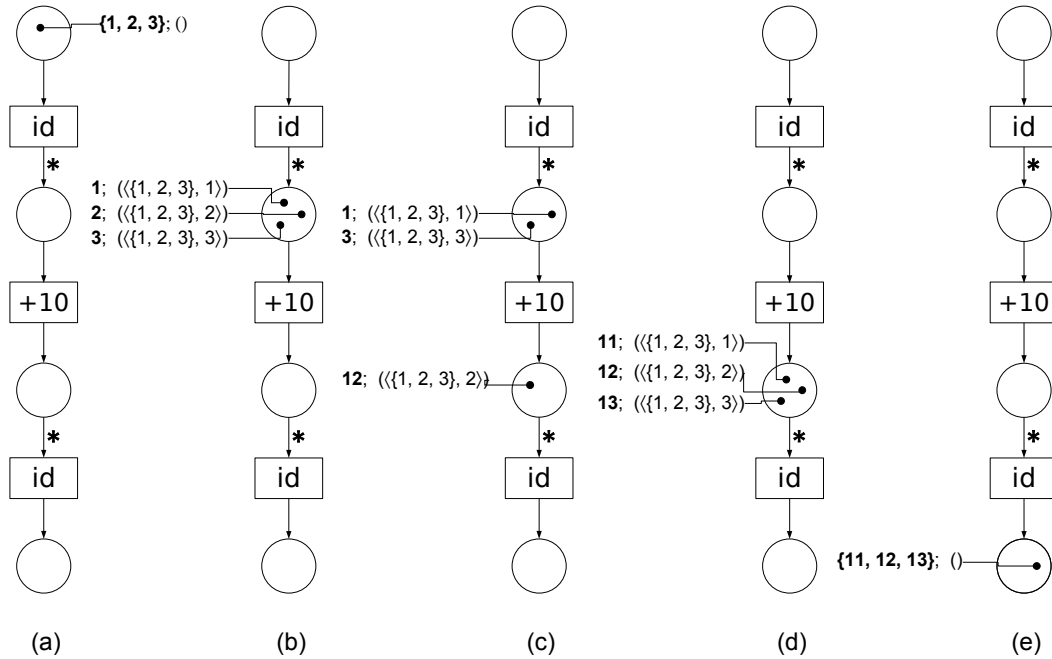 {1, 2, 3}; ()
id id id id id
* * * * *
1; (⟨{1, 2, 3}, 1⟩)
2; (⟨{1, 2, 3}, 2⟩)
3; (⟨{1, 2, 3}, 3⟩)
1; (⟨{1, 2, 3}, 1⟩)
3; (⟨{1, 2, 3}, 3⟩)
+10 +10 +10 +10 +10
12; (⟨{1, 2, 3}, 2⟩)
11; (⟨{1, 2, 3}, 1⟩)
12; (⟨{1, 2, 3}, 2⟩)
13; (⟨{1, 2, 3}, 3⟩)
* * * * *
id id id id id
{11, 12, 13}; ()
(a) (b) (c) (d) (e)